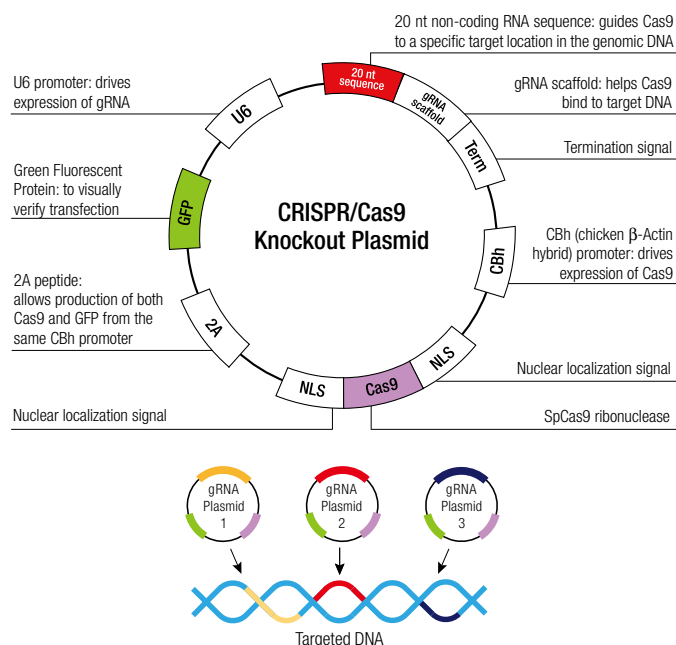 20 nt non-coding RNA sequence: guides Cas9
to a specific target location in the genomic DNA
U6 promoter: drives
expression of gRNA
gRNA scaffold: helps Cas9
bind to target DNA
Termination signal
Green Fluorescent
Protein: to visually
verify transfection
CBh (chicken β-Actin
hybrid) promoter: drives
expression of Cas9
2A peptide:
allows production of both
Cas9 and GFP from the
same CBh promoter
Nuclear localization signal
Nuclear localization signal
SpCas9 ribonuclease
20 nt
sequence
gRNA
scaffold
Term
CBh
NLS
Cas9
NLS
2A
GFP
U6
CRISPR/Cas9
Knockout Plasmid
gRNA
Plasmid
1
gRNA
Plasmid
2
gRNA
Plasmid
3
Targeted DNA